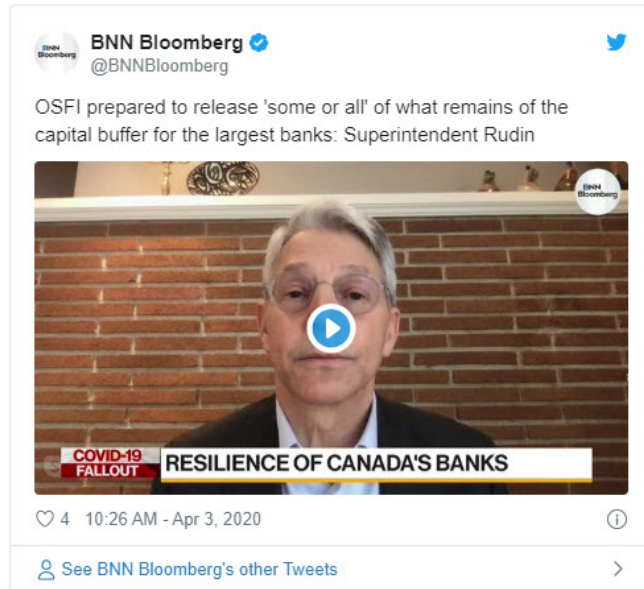 BNN
Bloomberg
BNN Bloomberg
@BNNBloomberg
OSFI prepared to release 'some or all' of what remains of the
capital buffer for the largest banks: Superintendent Rudin
BNN
Bloomberg
COVID-19
FALLOUT
RESILIENCE OF CANADA'S BANKS
4 10:26 AM - Apr 3, 2020
See BNN Bloomberg's other Tweets